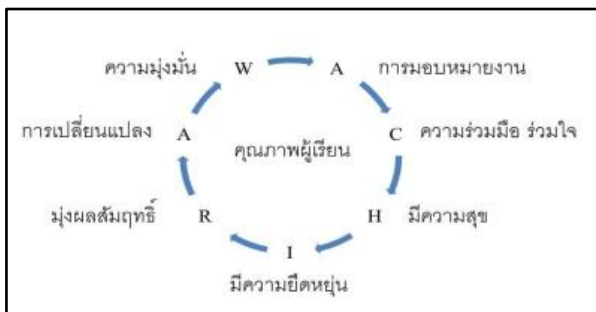 ความมุ่งมั่น W A การมอบหมายงาน
การเปลี่ยนแปลง A คุณภาพผู้เรียน C ความร่วมมือ ร่วมใจ
มุ่งผลสัมฤทธิ์ R H มีความสุข
I
มีความยืดหยุ่น